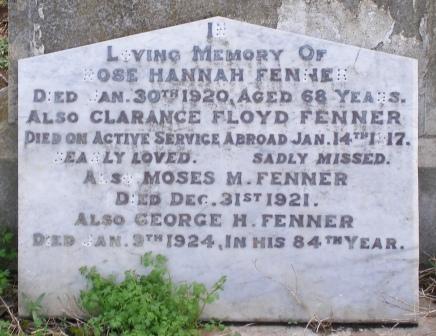 In
Loving Memory Of
Rose Hannah Fenner
Died Jan. 30th 1920, Aged 68 Years.
Also Clarance Floyd Fenner
Died on Active Service Abroad Jan. 14th 1917.
Dearly Loved. Sadly Missed.
Also Moses M. Fenner
Died Dec. 31st 1921.
Also George H. Fenner
Died Jan. 9th 1924, in his 84th Year.